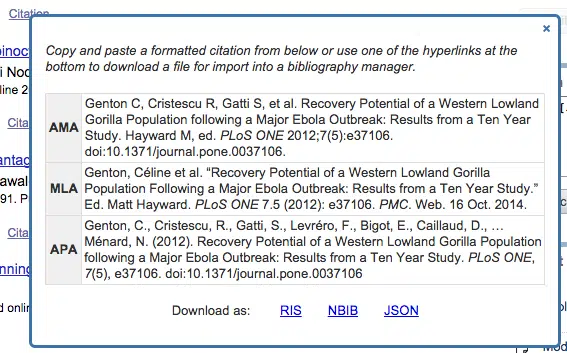 Citation
×
Copy and paste a formatted citation from below or use one of the hyperlinks at the
bottom to download a file for import into a bibliography manager.
AMA
Genton C, Cristescu R, Gatti S, et al. Recovery Potential of a Western Lowland
Gorilla Population following a Major Ebola Outbreak: Results from a Ten Year
Study. Hayward M, ed. PLoS ONE 2012;7(5):e37106.
doi:10.1371/journal.pone.0037106.
MLA
Genton, Céline et al. “Recovery Potential of a Western Lowland Gorilla
Population Following a Major Ebola Outbreak: Results from a Ten Year Study.”
Ed. Matt Hayward. PLoS ONE 7.5 (2012): e37106. PMC. Web. 16 Oct. 2014.
APA
Genton, C., Cristescu, R., Gatti, S., Levréro, F., Bigot, E., Caillaud, D., …
Ménard, N. (2012). Recovery Potential of a Western Lowland Gorilla Population
following a Major Ebola Outbreak: Results from a Ten Year Study. PLoS ONE,
7(5), e37106. doi:10.1371/journal.pone.0037106
Download as: RIS NBIB JSON